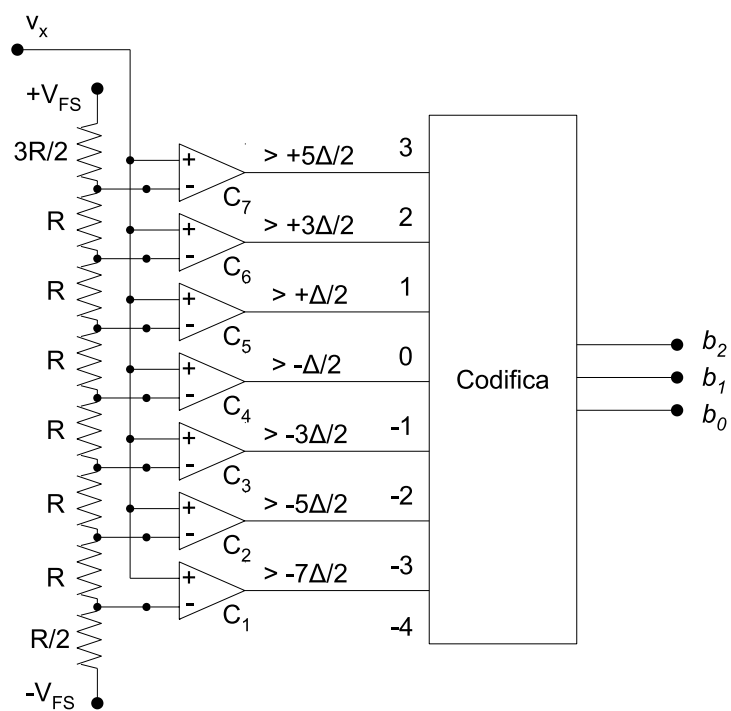 v_x
+V_FS
3R/2
R
R
R
R
R
R
R/2
-V_FS
+
-
C_7
> +5Δ/2
3
+
-
C_6
> +3Δ/2
2
+
-
C_5
> +Δ/2
1
+
-
C_4
> -Δ/2
0
+
-
C_3
> -3Δ/2
-1
+
-
C_2
> -5Δ/2
-2
+
-
C_1
> -7Δ/2
-3
-4
Codifica
b_2
b_1
b_0